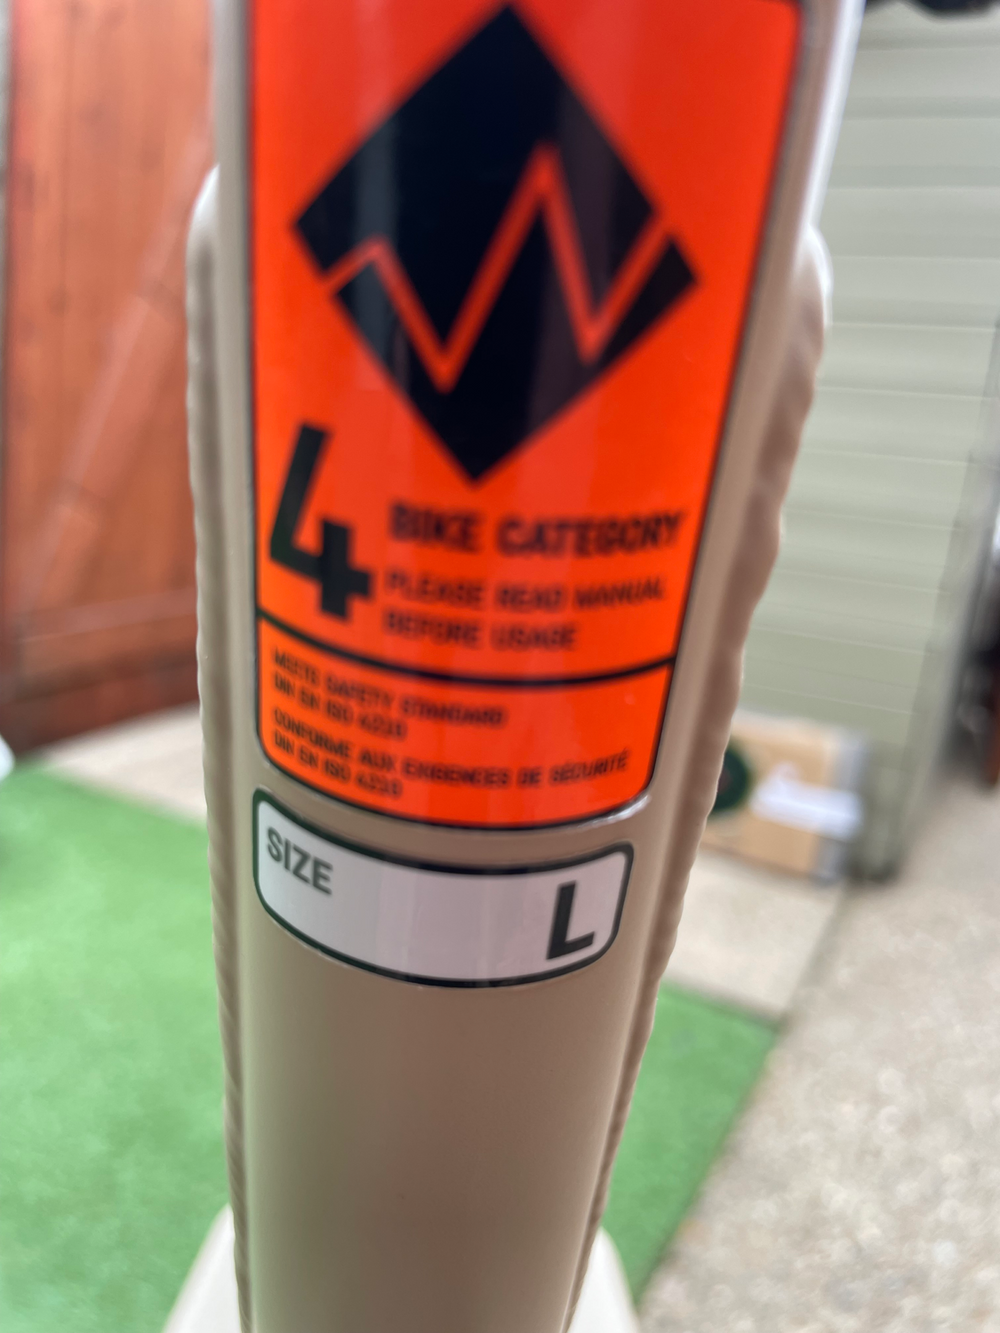 4
BIKE CATEGORY
PLEASE READ MANUAL
BEFORE USAGE
MEETS SAFETY STANDARD
DIN EN ISO 4210
CONFORME AUX EXIGENCES DE SÉCURITÉ
DIN EN ISO 4210
SIZE
L